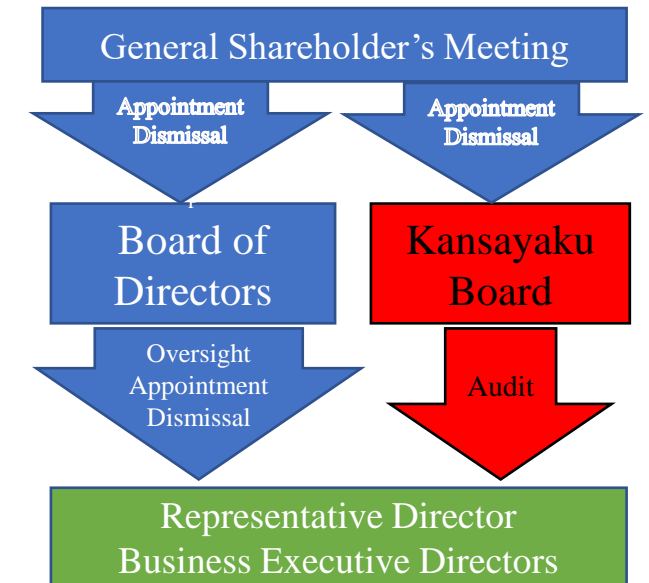 General Shareholder's Meeting
Appointment
Dismissal
Appointment
Dismissal
Board of
Directors
Kansayaku
Board
Oversight
Appointment
Dismissal
Audit
Representative Director
Business Executive Directors